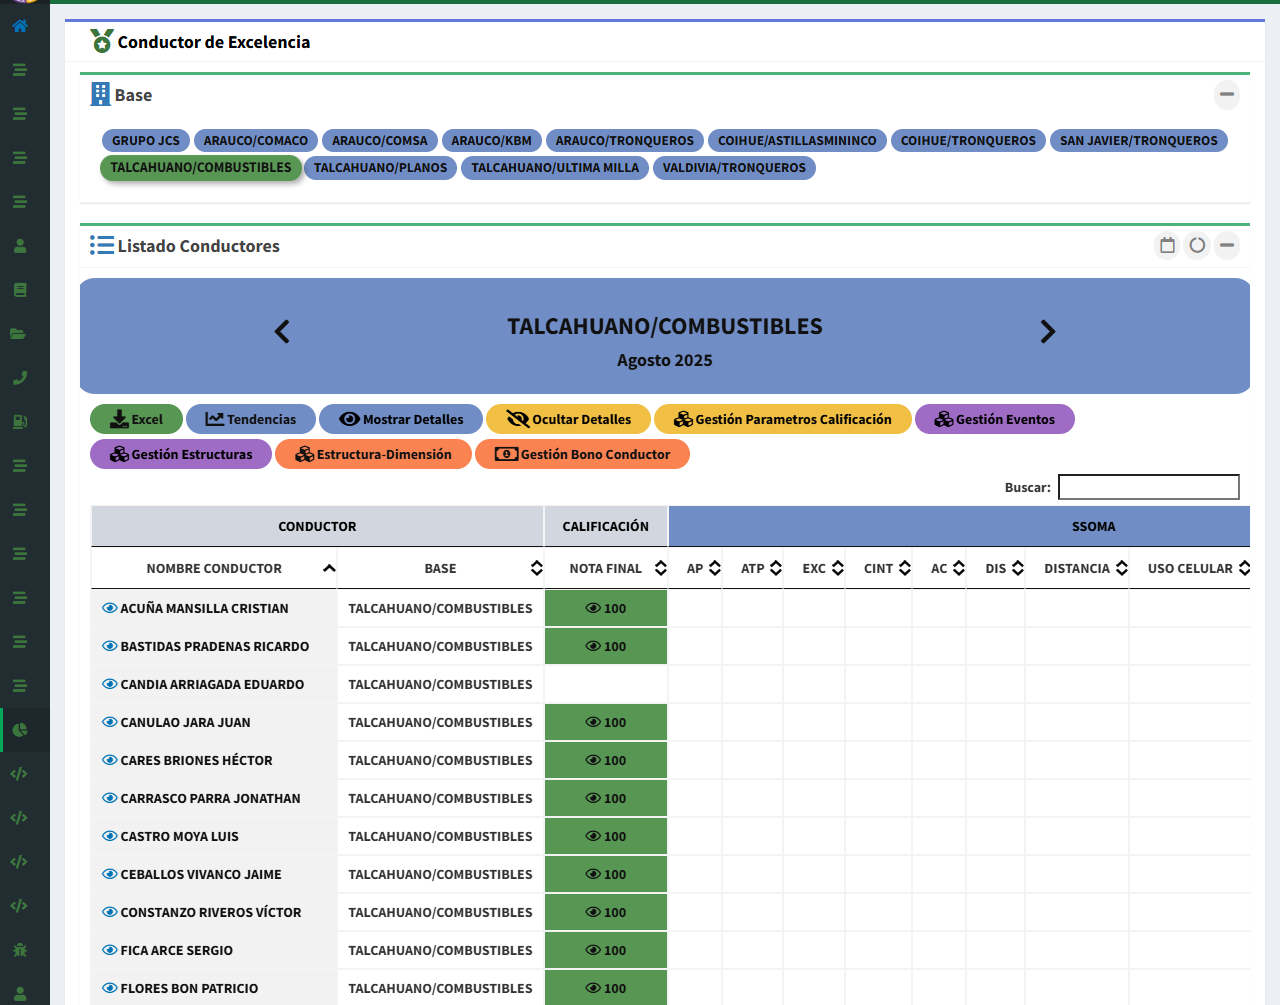 Conductor de Excelencia
Base
GRUPO JCS ARAUCO/COMACO ARAUCO/COMSA ARAUCO/KBM ARAUCO/TRONQUEROS COIHUE/ASTILLASMININCO COIHUE/TRONQUEROS SAN JAVIER/TRONQUEROS
TALCAHUANO/COMBUSTIBLES TALCAHUANO/PLANOS TALCAHUANO/ULTIMA MILLA VALDIVIA/TRONQUEROS
Listado Conductores
TALCAHUANO/COMBUSTIBLES
Agosto 2025
Excel Tendencias Mostrar Detalles Ocultar Detalles Gestión Parametros Calificación Gestión Eventos
Gestión Estructuras Estructura-Dimensión Gestión Bono Conductor
Buscar:
CONDUCTOR CALIFICACIÓN SSOMA
NOMBRE CONDUCTOR BASE NOTA FINAL AP ATP EXC CINT AC DIS DISTANCIA USO CELULAR
ACUÑA MANSILLA CRISTIAN TALCAHUANO/COMBUSTIBLES 100
BASTIDAS PRADENAS RICARDO TALCAHUANO/COMBUSTIBLES 100
CANDIA ARRIAGADA EDUARDO TALCAHUANO/COMBUSTIBLES
CANULAO JARA JUAN TALCAHUANO/COMBUSTIBLES 100
CARES BRIONES HÉCTOR TALCAHUANO/COMBUSTIBLES 100
CARRASCO PARRA JONATHAN TALCAHUANO/COMBUSTIBLES 100
CASTRO MOYA LUIS TALCAHUANO/COMBUSTIBLES 100
CEBALLOS VIVANCO JAIME TALCAHUANO/COMBUSTIBLES 100
CONSTANZO RIVEROS VÍCTOR TALCAHUANO/COMBUSTIBLES 100
FICA ARCE SERGIO TALCAHUANO/COMBUSTIBLES 100
FLORES BON PATRICIO TALCAHUANO/COMBUSTIBLES 100